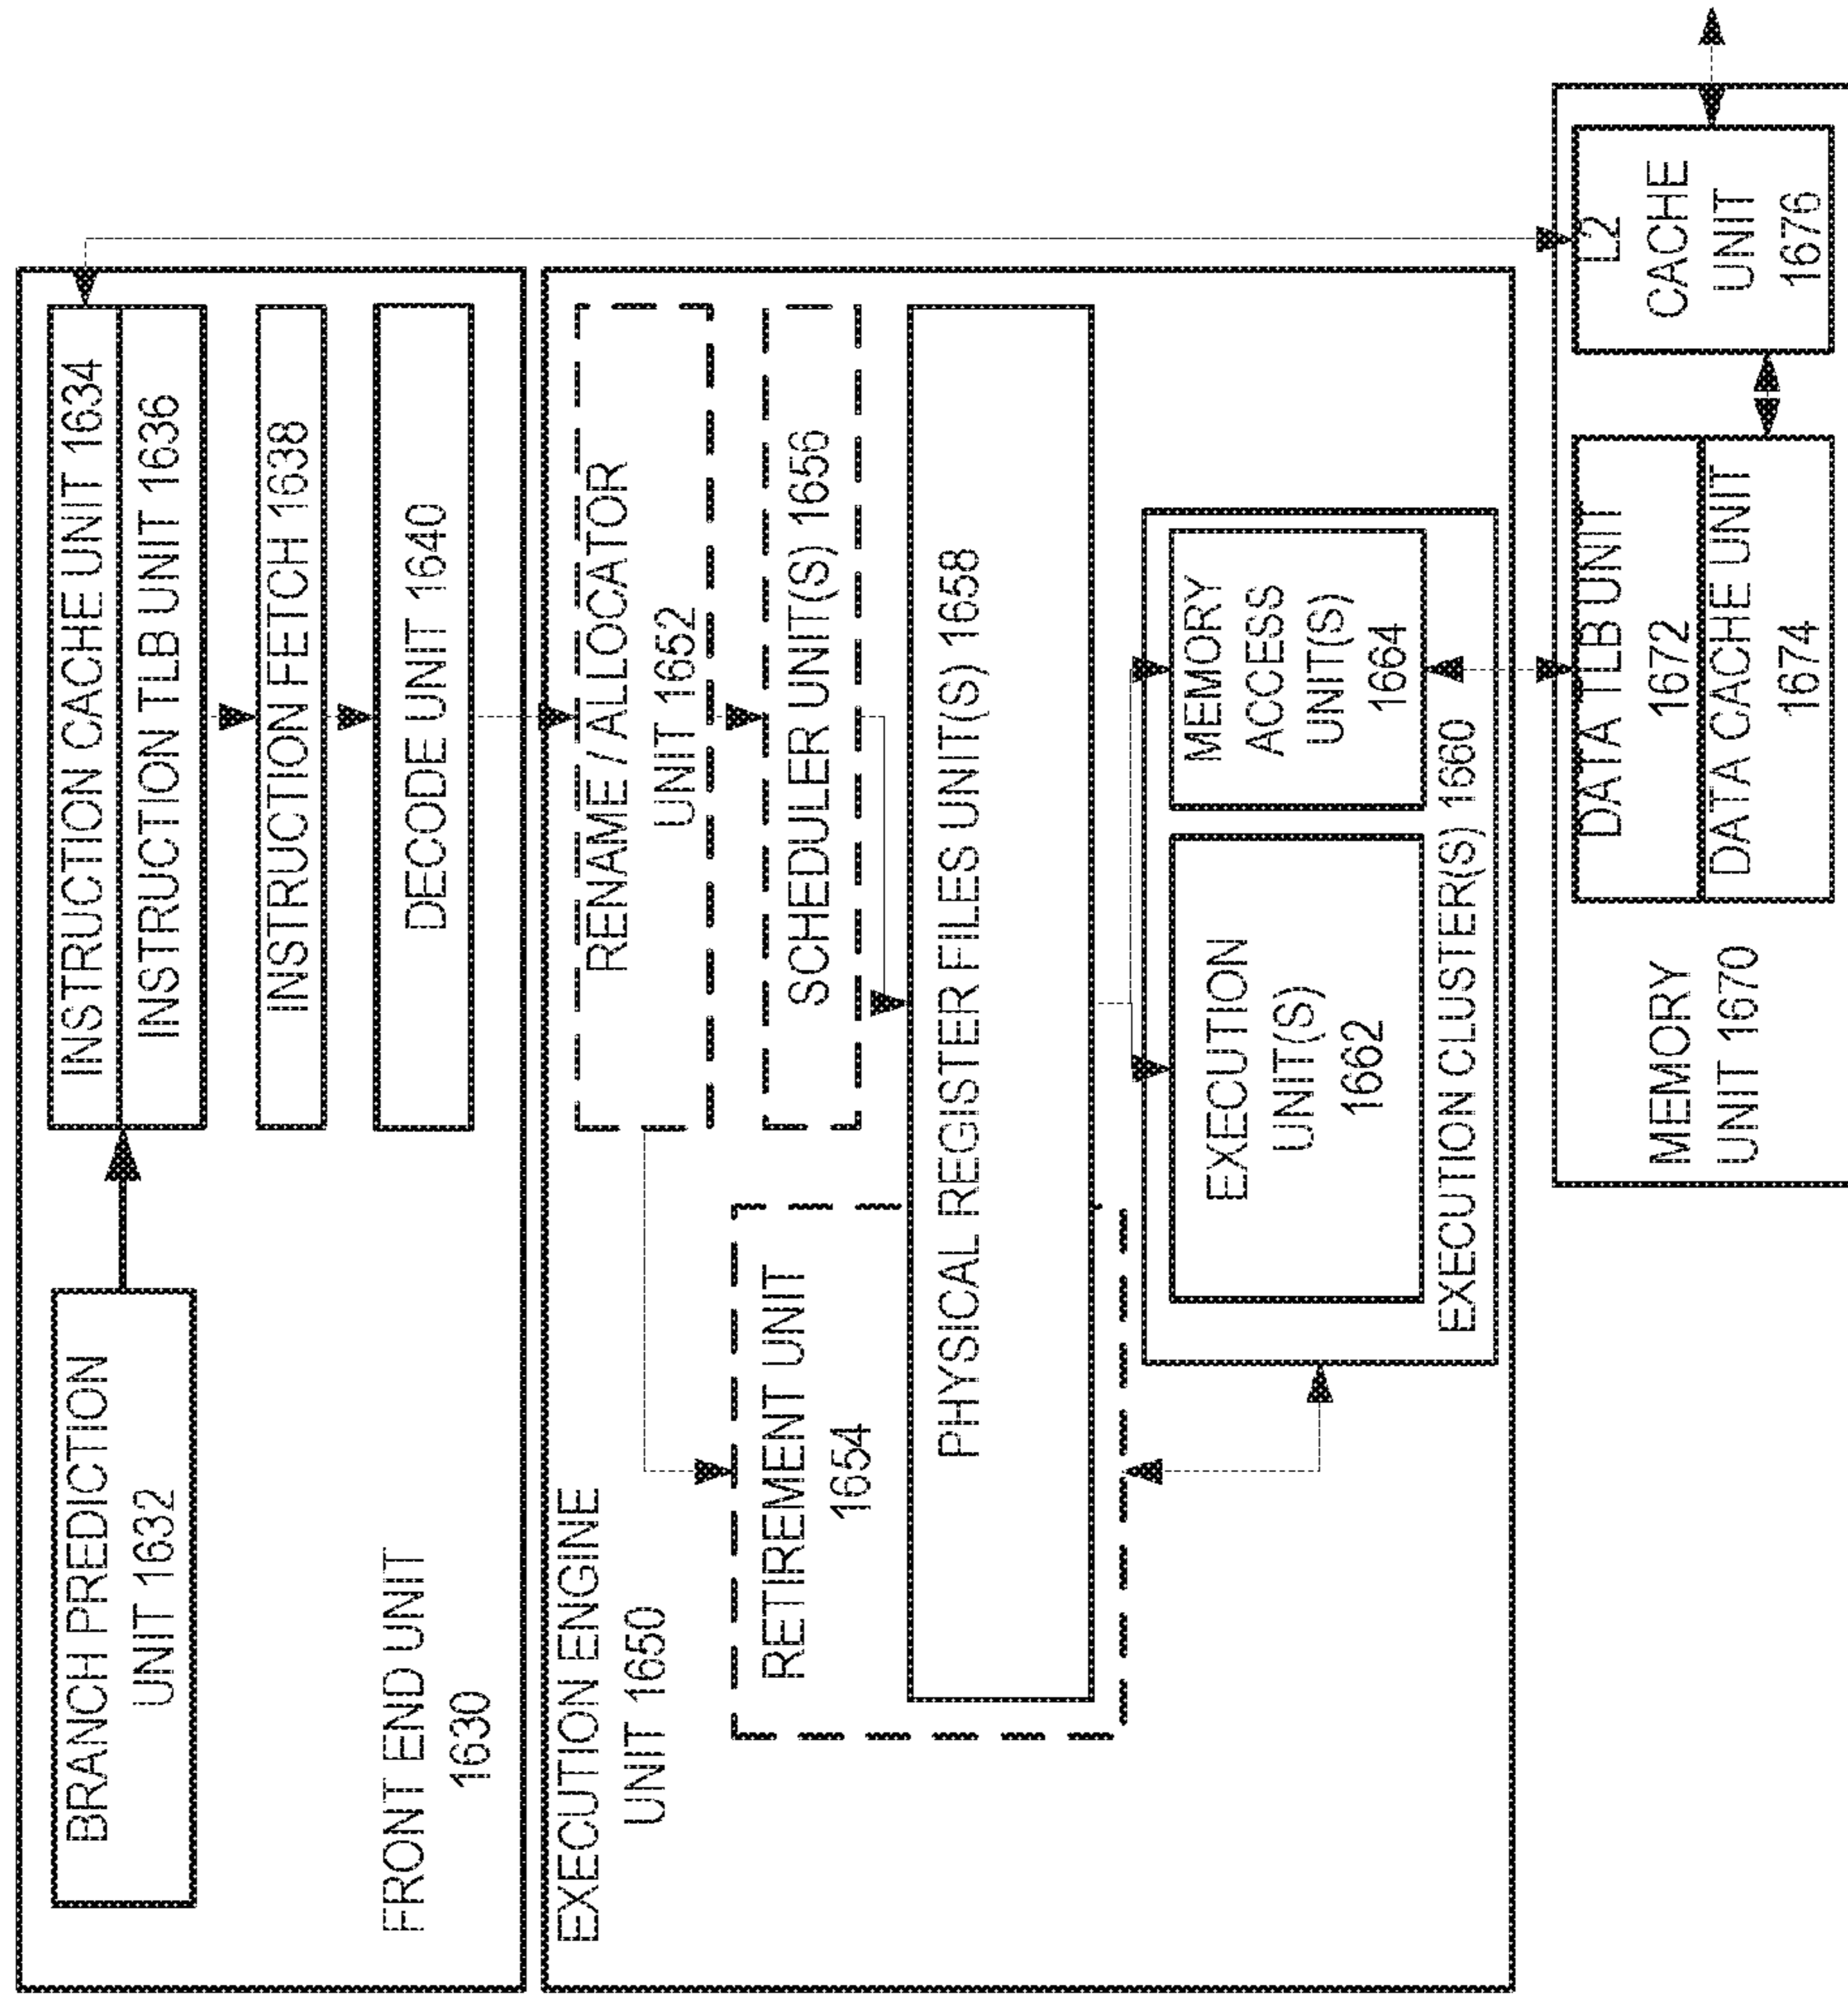 BRANCH PREDICTION
UNIT 1632
INSTRUCTION CACHE UNIT 1634
INSTRUCTION TLB UNIT 1636
INSTRUCTION FETCH 1638
DECODE UNIT 1640
FRONT END UNIT
1630
EXECUTION ENGINE
UNIT 1650
RENAME / ALLOCATOR
UNIT 1652
RETIREMENT UNIT
1654
SCHEDULER UNIT(S) 1656
PHYSICAL REGISTER FILES UNIT(S) 1658
EXECUTION
UNIT(S)
1662
MEMORY
ACCESS
UNIT(S)
1664
EXECUTION CLUSTER(S) 1660
MEMORY
UNIT 1670
DATA TLB UNIT
1672
DATA CACHE UNIT
1674
L2
CACHE
UNIT
1676